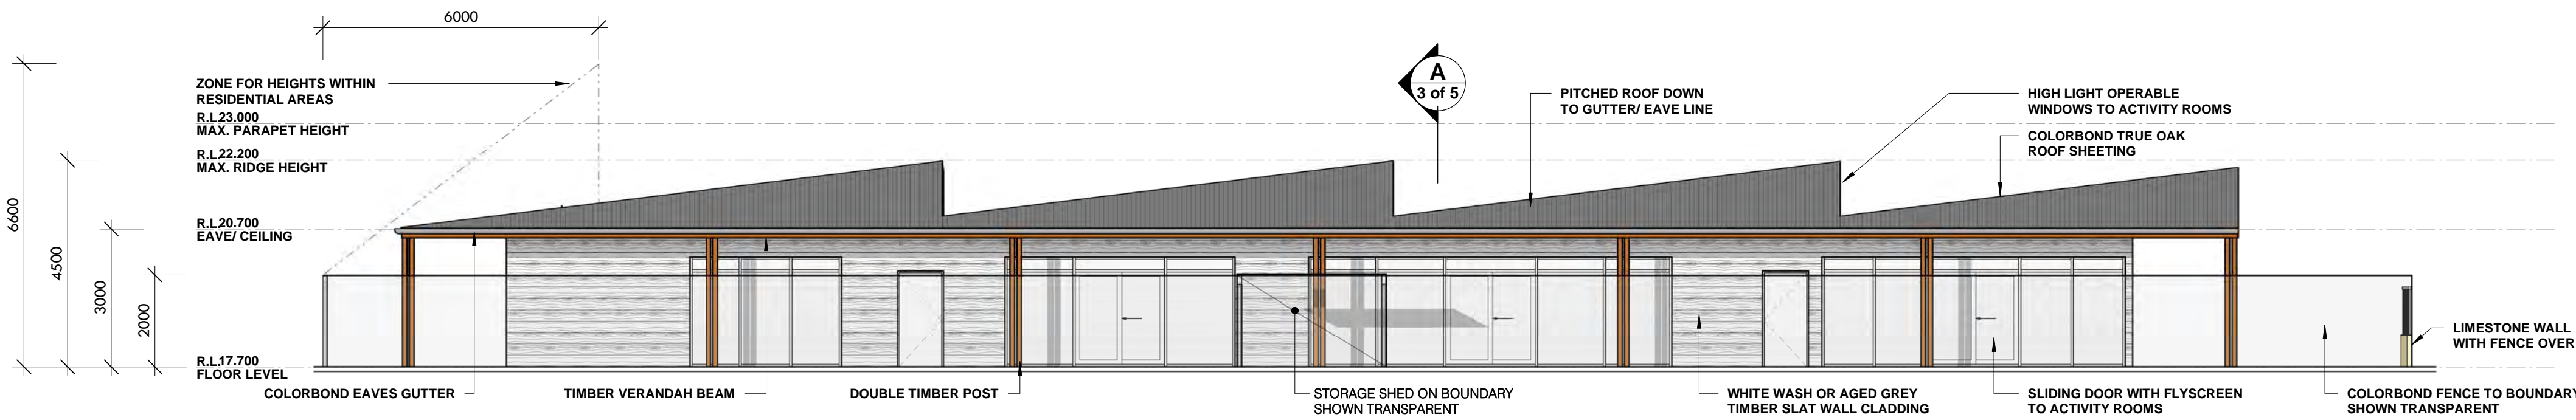 6000
ZONE FOR HEIGHTS WITHIN
RESIDENTIAL AREAS
R.L23.000
MAX. PARAPET HEIGHT
R.L22.200
MAX. RIDGE HEIGHT
R.L20.700
EAVE/ CEILING
R.L17.700
FLOOR LEVEL
6600
4500
3000
2000
A
3 of 5
PITCHED ROOF DOWN
TO GUTTER/ EAVE LINE
HIGH LIGHT OPERABLE
WINDOWS TO ACTIVITY ROOMS
COLORBOND TRUE OAK
ROOF SHEETING
LIMESTONE WALL
WITH FENCE OVER
COLORBOND EAVES GUTTER
TIMBER VERANDAH BEAM
DOUBLE TIMBER POST
STORAGE SHED ON BOUNDARY
SHOWN TRANSPARENT
WHITE WASH OR AGED GREY
TIMBER SLAT WALL CLADDING
SLIDING DOOR WITH FLYSCREEN
TO ACTIVITY ROOMS
COLORBOND FENCE TO BOUNDARY
SHOWN TRANSPARENT